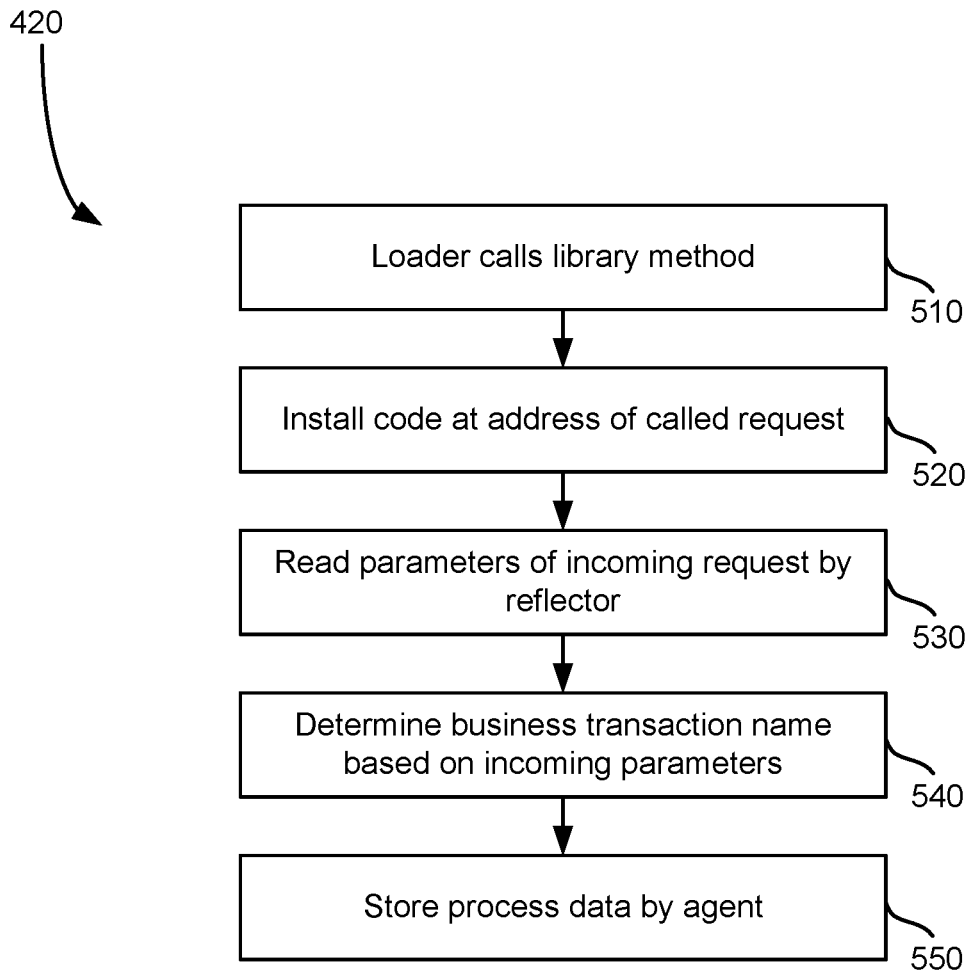 420
Loader calls library method
510
Install code at address of called request
520
Read parameters of incoming request by
reflector
530
Determine business transaction name
based on incoming parameters
540
Store process data by agent
550